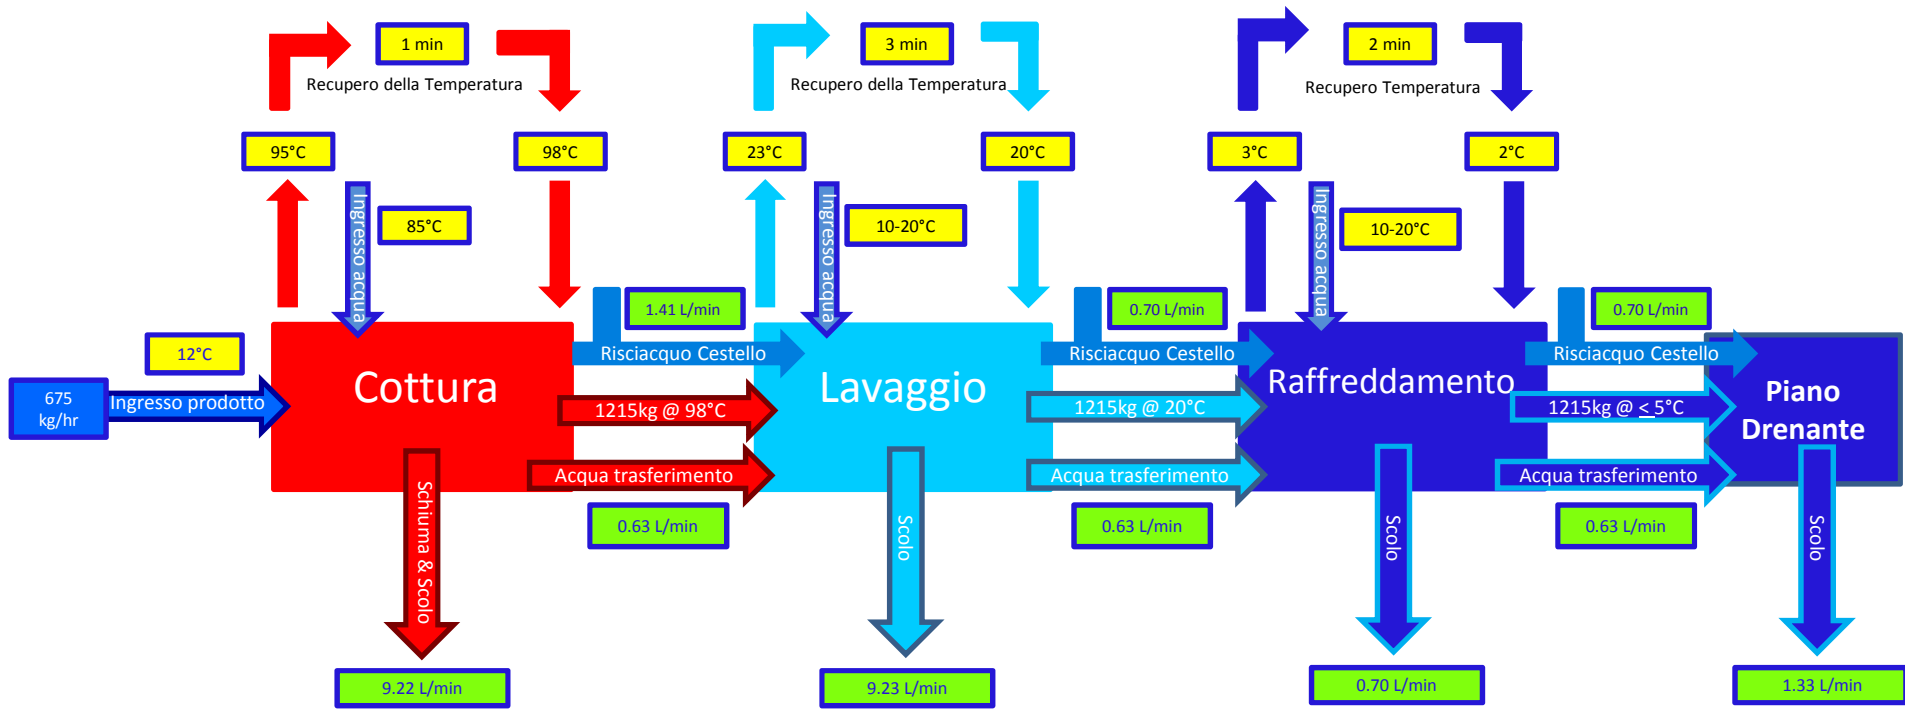 1 min
3 min
2 min
Recupero della Temperatura
Recupero della Temperatura
Recupero Temperatura
95°C
98°C
23°C
20°C
3°C
2°C
Ingresso acqua
85°C
Ingresso acqua
10-20°C
Ingresso acqua
10-20°C
1.41 L/min
0.70 L/min
0.70 L/min
12°C
Risciacquo Cestello
Risciacquo Cestello
Risciacquo Cestello
675
kg/hr
Ingresso prodotto
Cottura
Lavaggio
Raffreddamento
Piano
Drenante
1215kg @ 98°C
1215kg @ 20°C
1215kg @ < 5°C
Acqua trasferimento
Acqua trasferimento
Acqua trasferimento
0.63 L/min
0.63 L/min
0.63 L/min
Schiuma & Scolo
Scolo
Scolo
Scolo
9.22 L/min
9.23 L/min
0.70 L/min
1.33 L/min